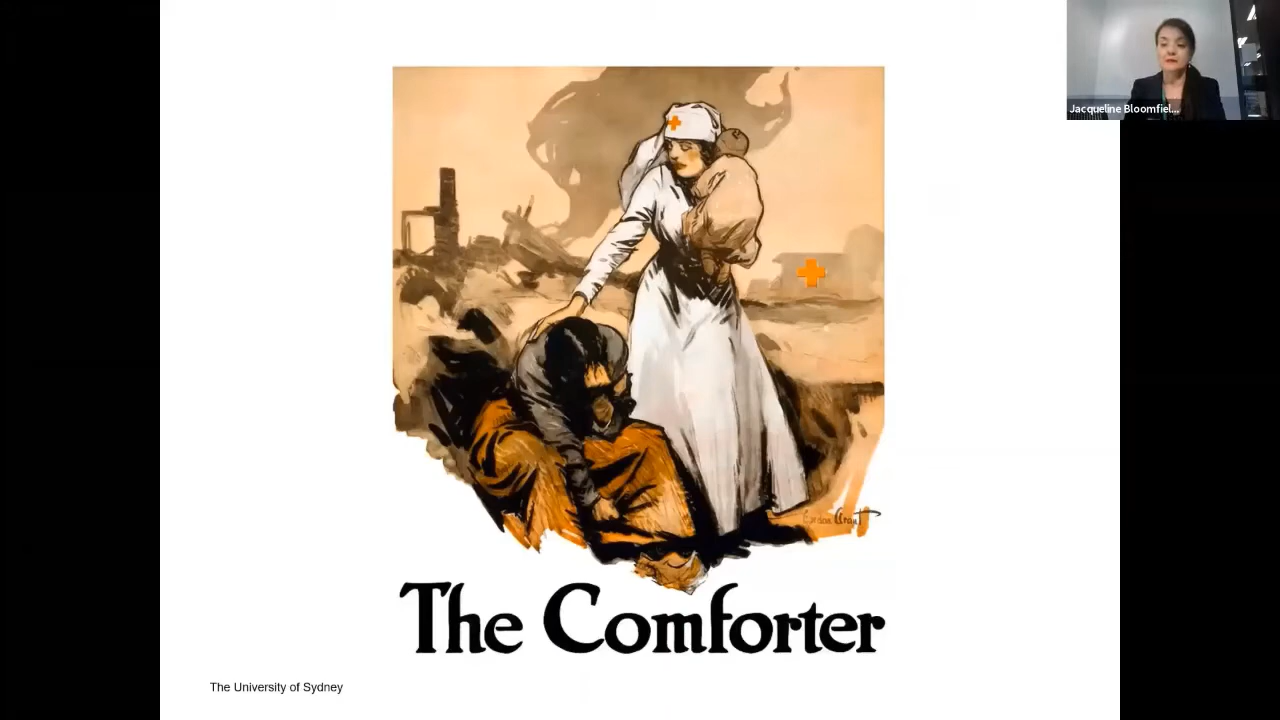 Jacqueline Bloomfiel...
Gordon Grant
The Comforter
The University of Sydney